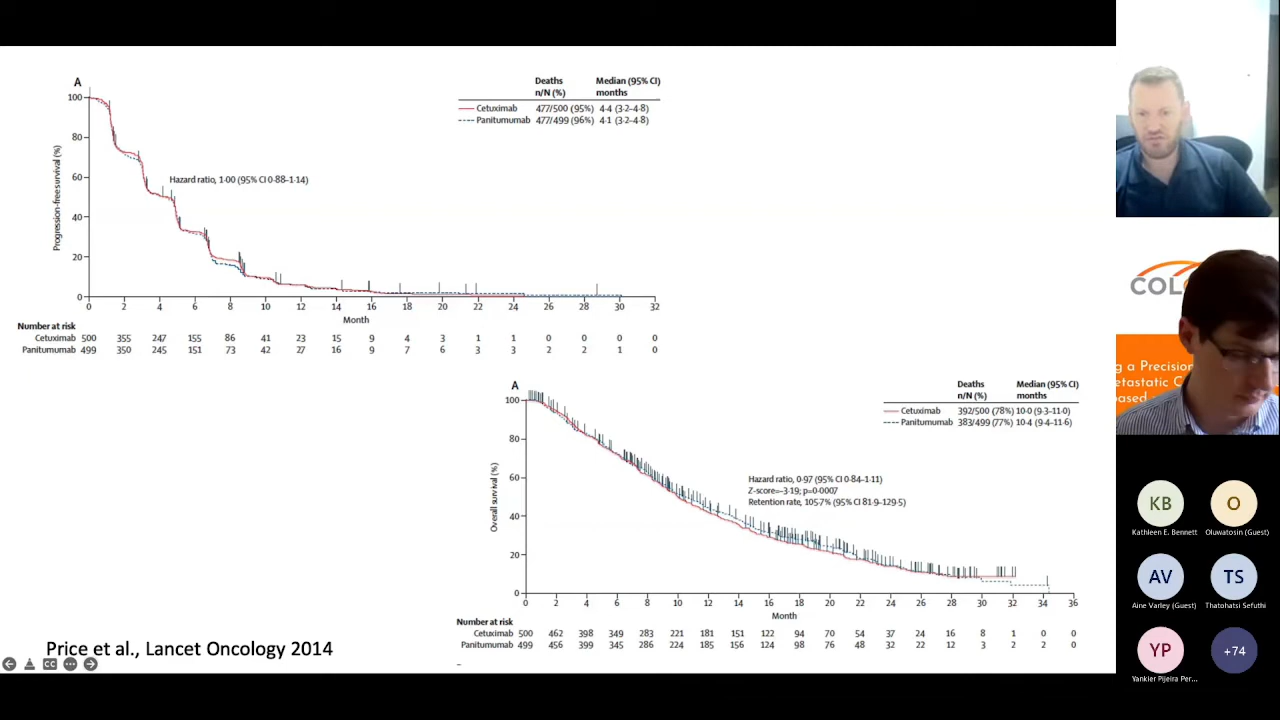 A
Deaths Median (95% CI)
n/N (%) months
Cetuximab 477/500 (95%) 4·4 (3·2–4·8)
Panitumumab 477/499 (96%) 4·1 (3·2–4·8)
Hazard ratio, 1·00 (95% CI 0·88–1·14)
Progression-free survival (%)
100
80
60
40
20
0
0 2 4 6 8 10 12 14 16 18 20 22 24 26 28 30 32
Month
Number at risk
Cetuximab 500 355 247 155 86 41 23 15 9 4 3 1 1 0 0 0 0
Panitumumab 499 350 245 151 73 42 27 16 9 7 6 3 3 2 2 1 0
A
Deaths Median (95% CI)
n/N (%) months
Cetuximab 392/500 (78%) 10·0 (9·3–11·0)
Panitumumab 383/499 (77%) 10·4 (9·4–11·6)
Hazard ratio, 0·97 (95% CI 0·84–1·11)
Z-score=–3·19; p=0·0007
Retention rate, 105·7% (95% CI 81·9–129·5)
Overall survival (%)
100
80
60
40
20
0
0 2 4 6 8 10 12 14 16 18 20 22 24 26 28 30 32 34 36
Month
Number at risk
Cetuximab 500 462 398 349 283 221 181 151 122 94 70 54 37 24 16 8 1 0 0
Panitumumab 499 456 399 345 286 224 185 156 124 98 76 48 32 22 12 3 2 2 0
Price et al., Lancet Oncology 2014
CC
COL
g a Precision
etastatic C
ased
KB
Kathleen E. Bennett
O
Oluwatosin (Guest)
AV
Aine Varley (Guest)
TS
Thatohatsi Sefuthi
YP
Yankier Pijeira Per...
+74